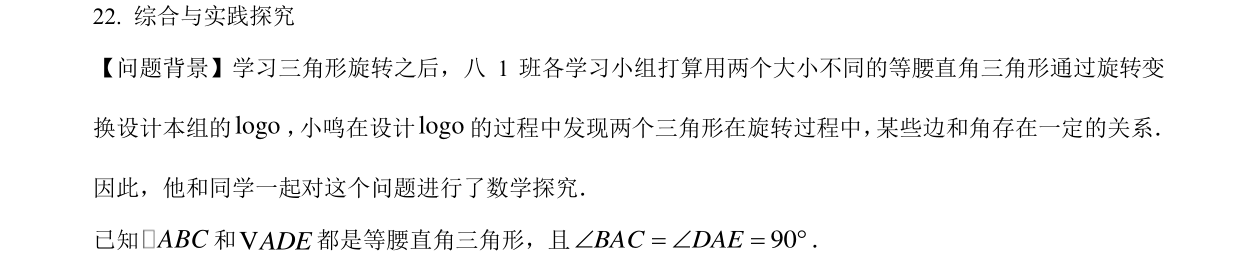 22. 综合与实践探究
【问题背景】学习三角形旋转之后，八 1 班各学习小组打算用两个大小不同的等腰直角三角形通过旋转变
换设计本组的logo，小鸣在设计logo的过程中发现两个三角形在旋转过程中，某些边和角存在一定的关系．
因此，他和同学一起对这个问题进行了数学探究．
已知□ABC和VADE都是等腰直角三角形，且∠BAC=∠DAE=90°．